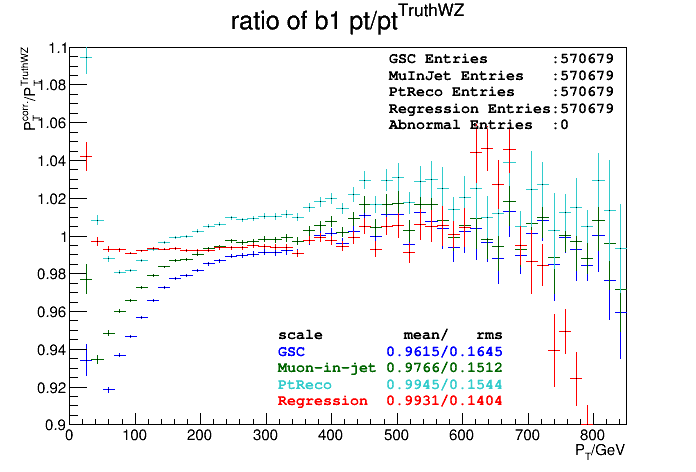 ratio of b1 pt/pt^TruthWZ
P_T^corr./P_T^TruthWZ
1.1
1.08
1.06
1.04
1.02
1
0.98
0.96
0.94
0.92
0.9
GSC Entries :570679
MuInJet Entries :570679
PtReco Entries :570679
Regression Entries:570679
Abnormal Entries :0
scale mean/ rms
GSC 0.9615/0.1645
Muon-in-jet 0.9766/0.1512
PtReco 0.9945/0.1544
Regression 0.9931/0.1404
0 100 200 300 400 500 600 700 800
P_T/GeV